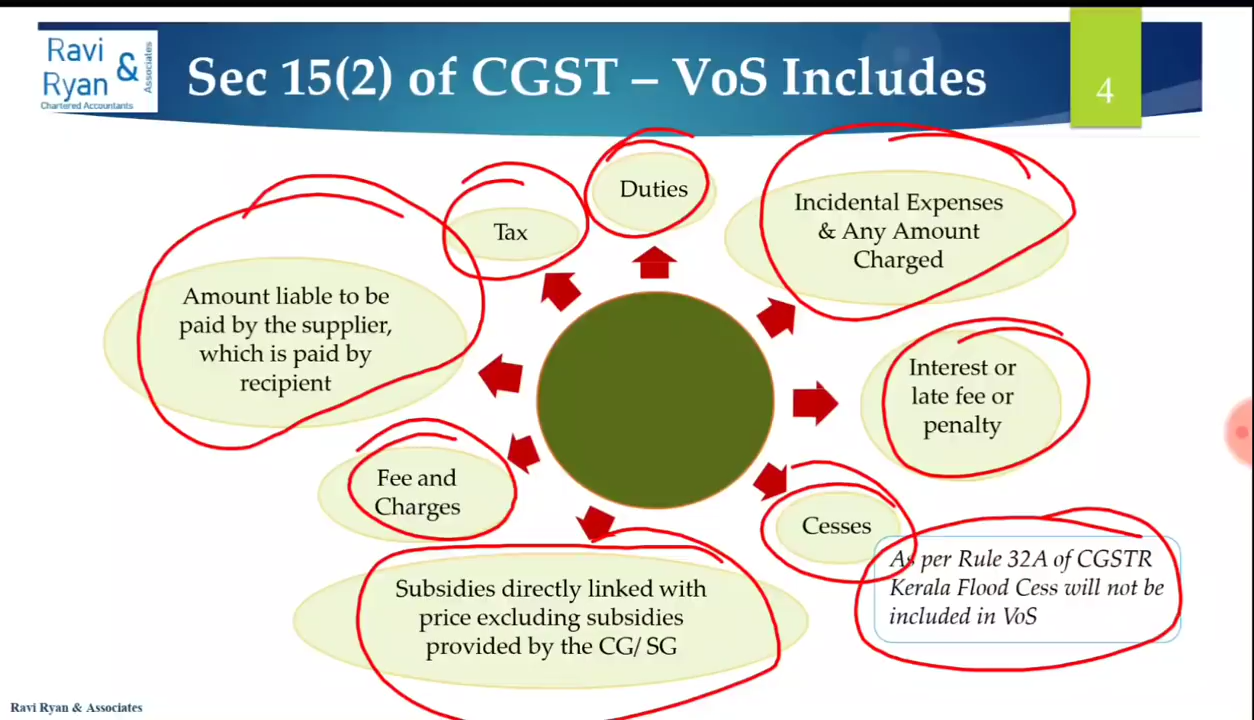 Ravi
&
Ryan
Associates
Chartered Accountants
Sec 15(2) of CGST – VoS Includes
4
Duties
Tax
Incidental Expenses
& Any Amount
Charged
Amount liable to be
paid by the supplier,
which is paid by
recipient
Interest or
late fee or
penalty
Fee and
Charges
Cesses
As per Rule 32A of CGSTR
Kerala Flood Cess will not be
included in VoS
Subsidies directly linked with
price excluding subsidies
provided by the CG/ SG
Ravi Ryan & Associates